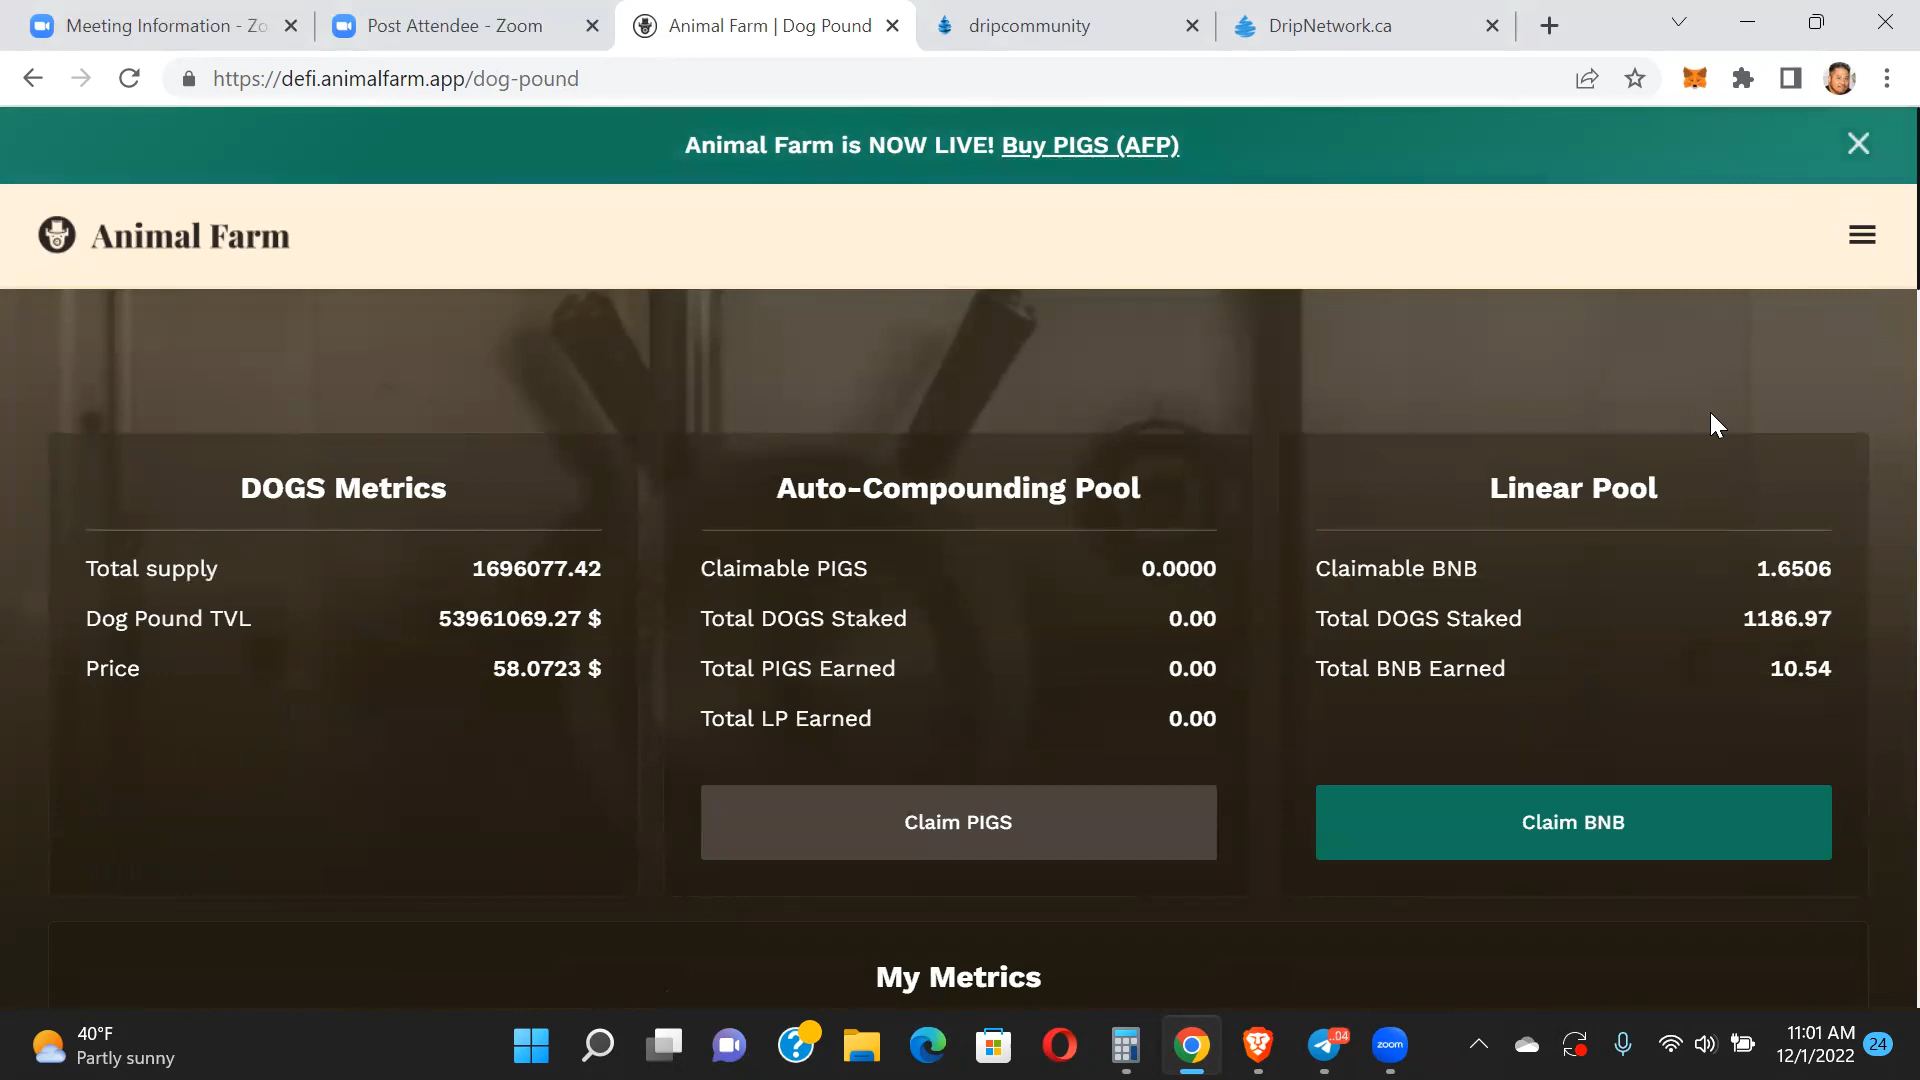 Meeting Information - Zo
Post Attendee - Zoom
Animal Farm | Dog Pound
dripcommunity
DripNetwork.ca
https://defi.animalfarm.app/dog-pound
Animal Farm is NOW LIVE! Buy PIGS (AFP)
Animal Farm
DOGS Metrics
Total supply 1696077.42
Dog Pound TVL 53961069.27 $
Price 58.0723 $
Auto-Compounding Pool
Claimable PIGS 0.0000
Total DOGS Staked 0.00
Total PIGS Earned 0.00
Total LP Earned 0.00
Claim PIGS
Linear Pool
Claimable BNB 1.6506
Total DOGS Staked 1186.97
Total BNB Earned 10.54
Claim BNB
My Metrics
40°F
Partly sunny
..04
zoom
11:01 AM
12/1/2022
24